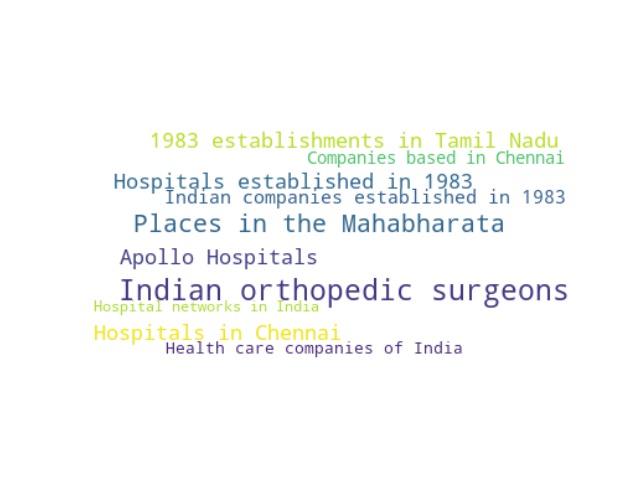 1983 establishments in Tamil Nadu
Companies based in Chennai
Hospitals established in 1983
Indian companies established in 1983
Places in the Mahabharata
Apollo Hospitals
Indian orthopedic surgeons
Hospital networks in India
Hospitals in Chennai
Health care companies of India